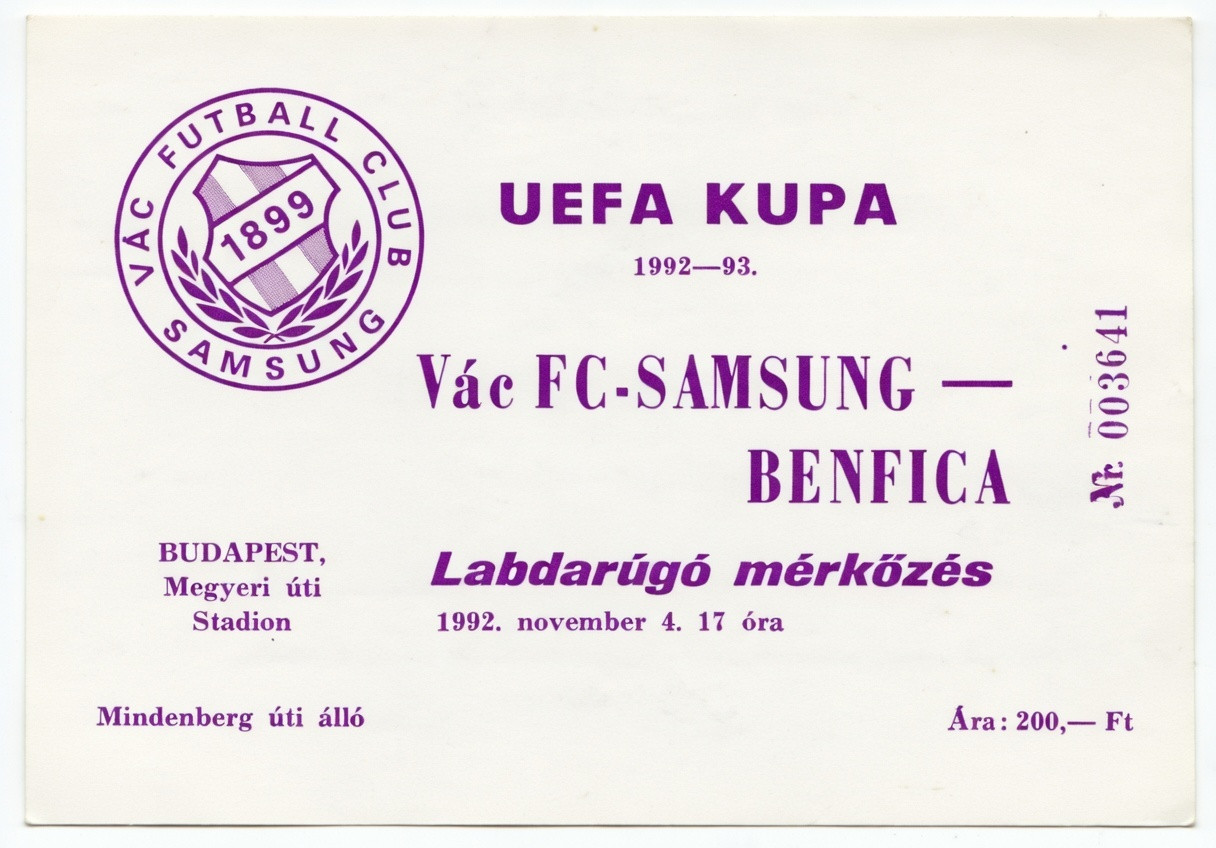 VÁC FUTBALL CLUB
SAMSUNG
1899
UEFA KUPA
1992—93.
Vác FC-SAMSUNG —
BENFICA
Nr. 003641
BUDAPEST,
Megyeri úti
Stadion
Labdarúgó mérkőzés
1992. november 4. 17 óra
Mindenberg úti álló
Ára: 200,— Ft